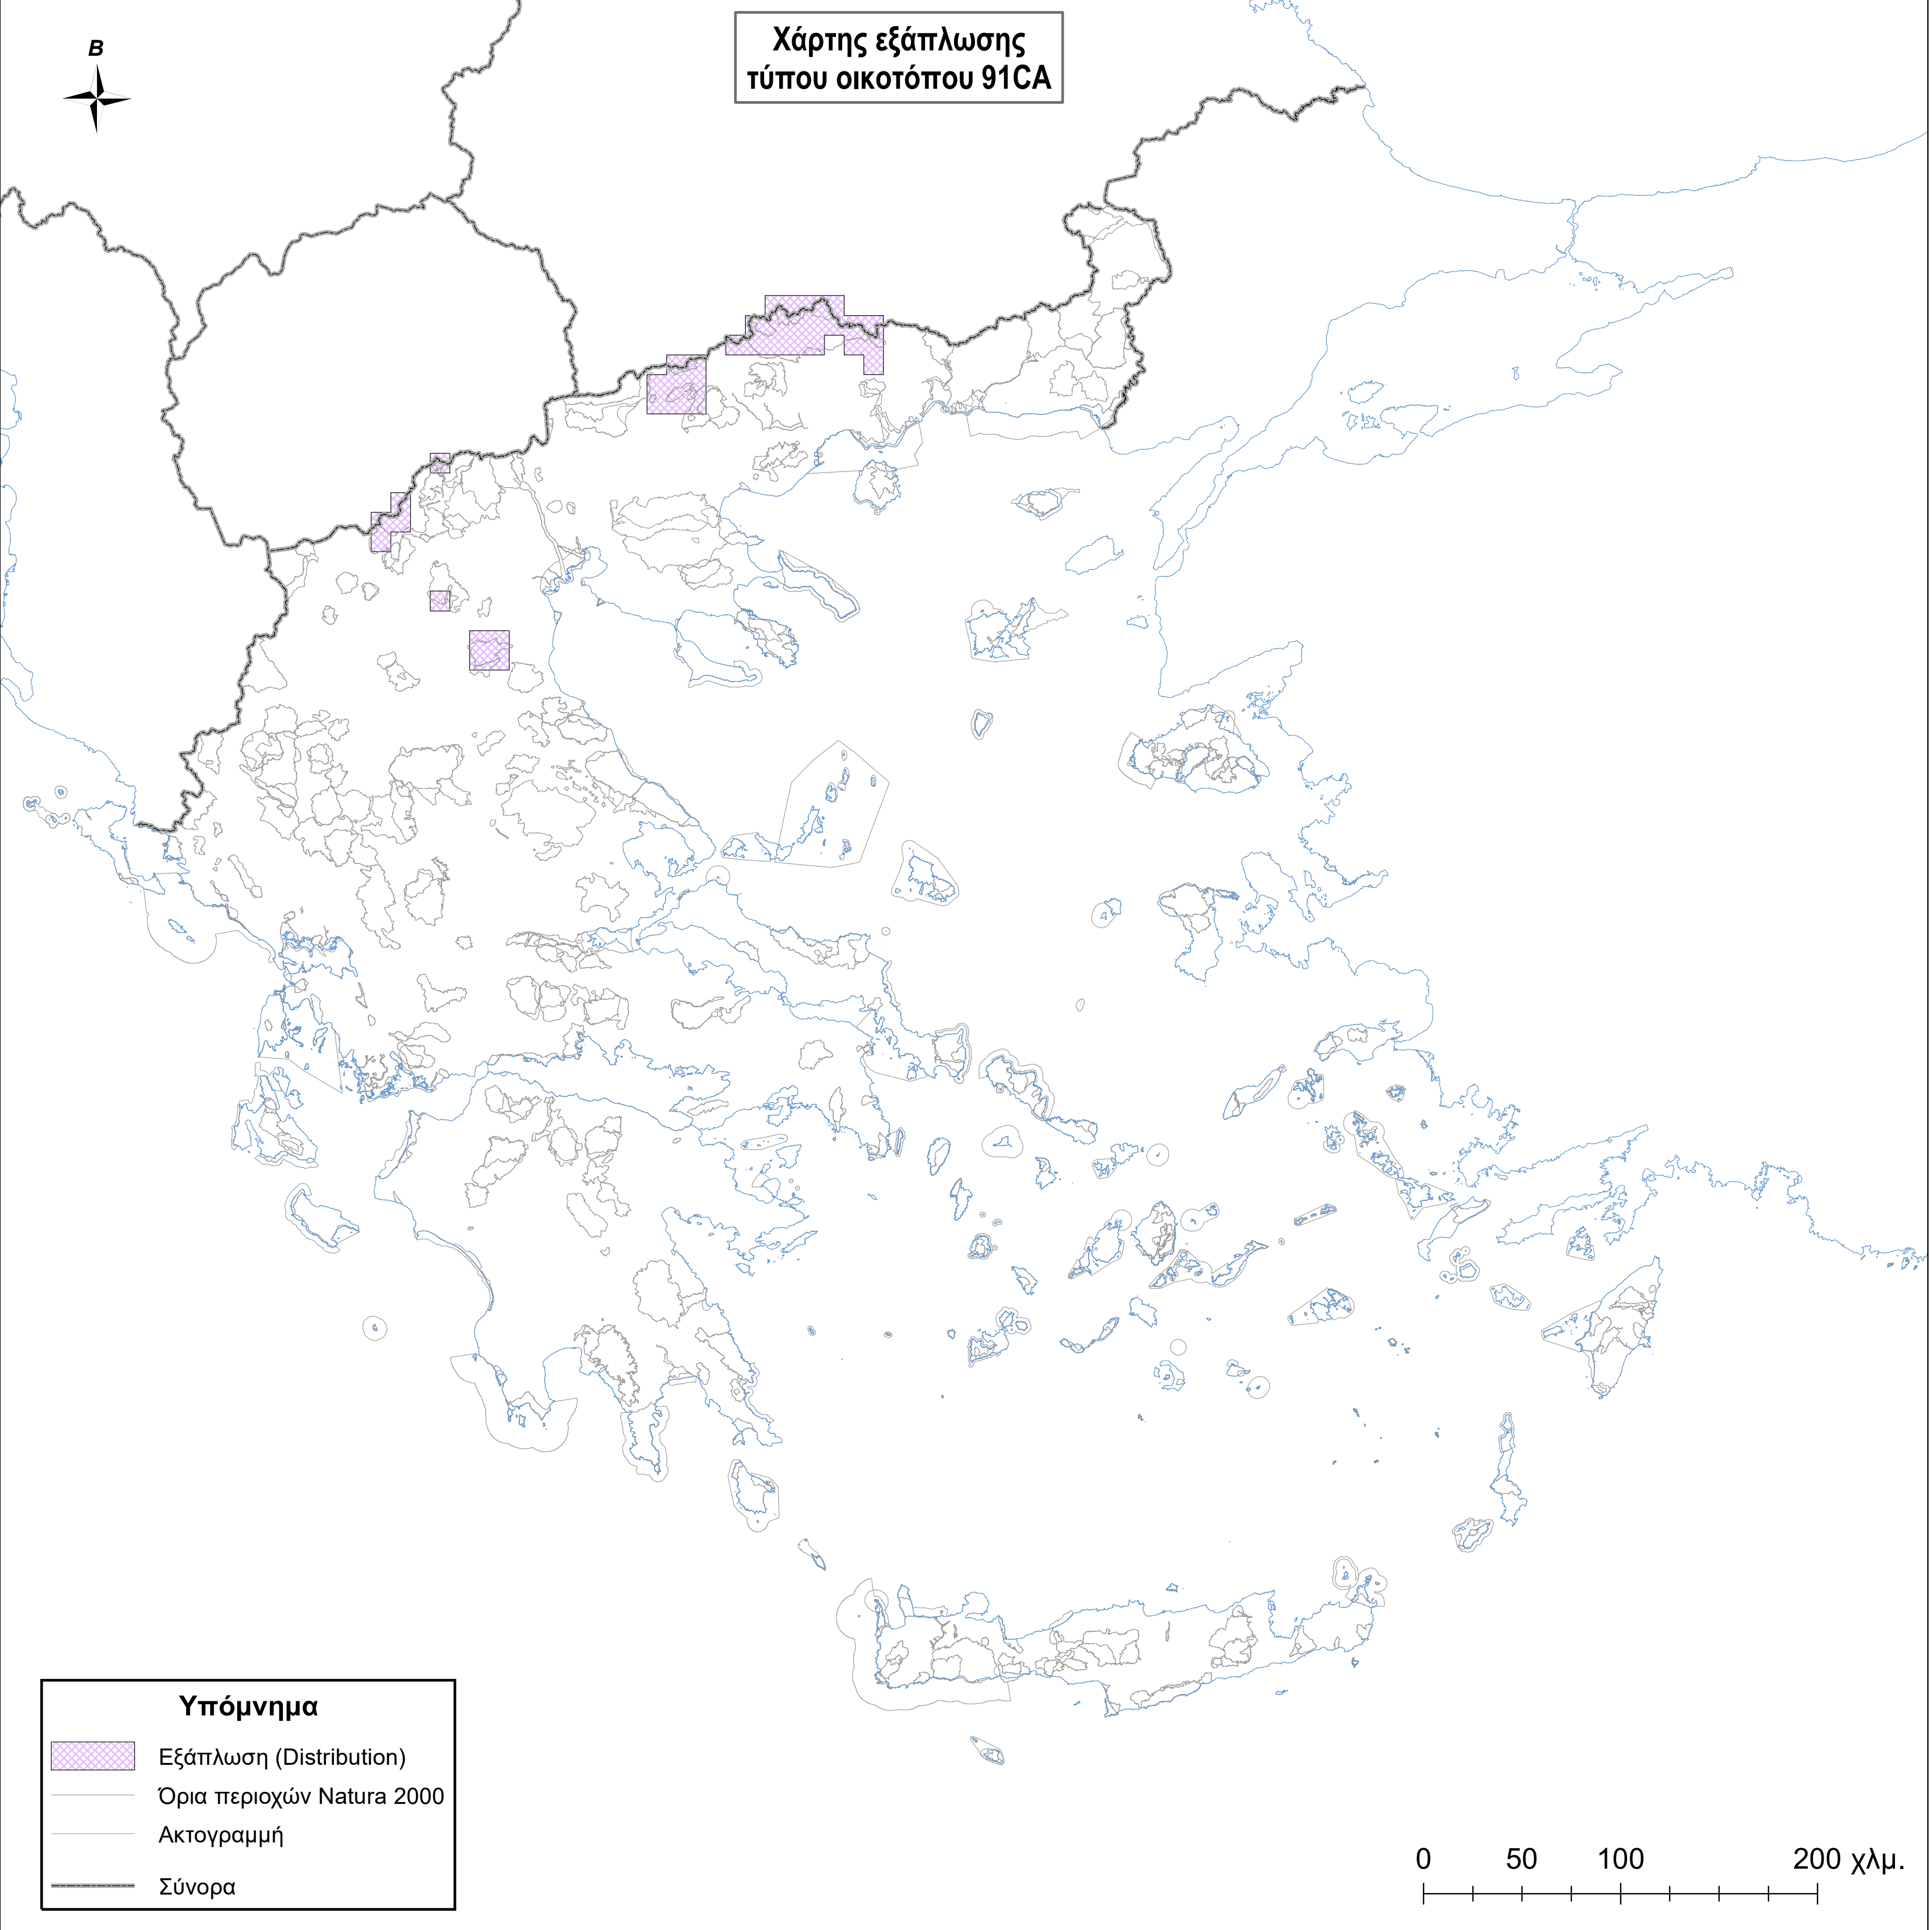 Χάρτης εξάπλωσης
τύπου οικοτόπου 91CA
Β
Υπόμνημα
Εξάπλωση (Distribution)
Όρια περιοχών Natura 2000
Ακτογραμμή
Σύνορα
0 50 100 200 χλμ.